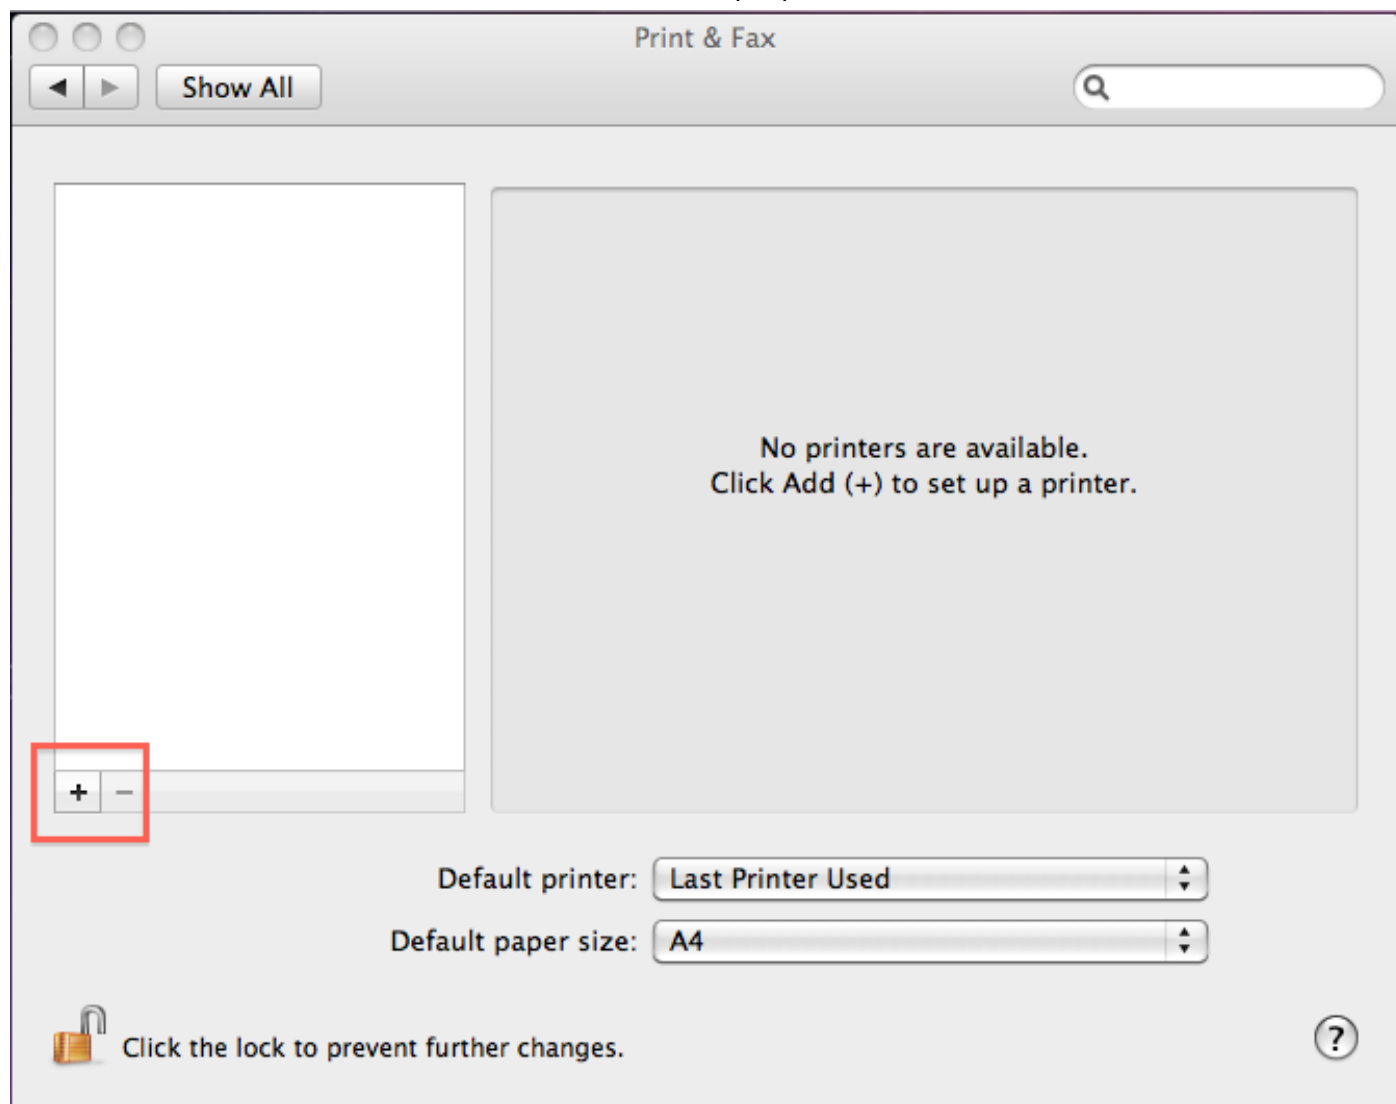 Print & Fax
Show All
No printers are available.
Click Add (+) to set up a printer.
+ −
Default printer: Last Printer Used
Default paper size: A4
Click the lock to prevent further changes.
?